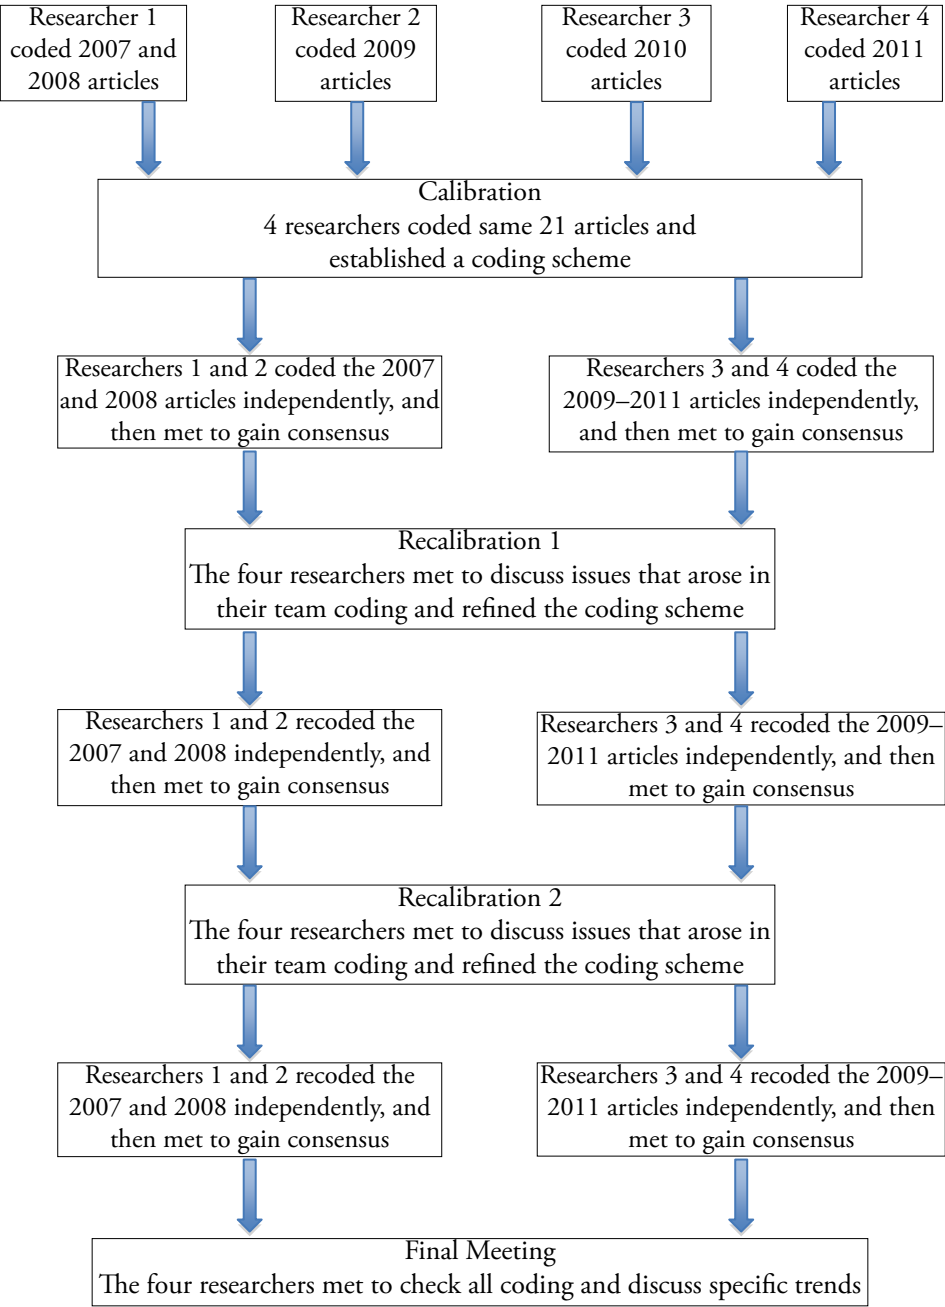 Researcher 1
coded 2007 and
2008 articles
Researcher 2
coded 2009
articles
Researcher 3
coded 2010
articles
Researcher 4
coded 2011
articles
Calibration
4 researchers coded same 21 articles and
established a coding scheme
Researchers 1 and 2 coded the 2007
and 2008 articles independently, and
then met to gain consensus
Researchers 3 and 4 coded the
2009–2011 articles independently,
and then met to gain consensus
Recalibration 1
The four researchers met to discuss issues that arose in
their team coding and refined the coding scheme
Researchers 1 and 2 recoded the
2007 and 2008 independently, and
then met to gain consensus
Researchers 3 and 4 recoded the 2009–
2011 articles independently, and then
met to gain consensus
Recalibration 2
The four researchers met to discuss issues that arose in
their team coding and refined the coding scheme
Researchers 1 and 2 recoded the
2007 and 2008 independently, and
then met to gain consensus
Researchers 3 and 4 recoded the 2009–
2011 articles independently, and then
met to gain consensus
Final Meeting
The four researchers met to check all coding and discuss specific trends